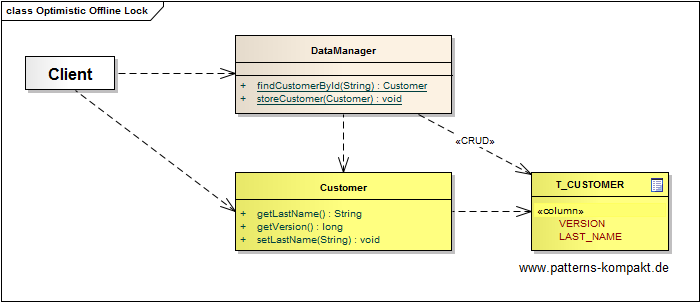 class Optimistic Offline Lock
DataManager
+ findCustomerById(String) : Customer
+ storeCustomer(Customer) : void
Client
«CRUD»
Customer
+ getLastName() : String
+ getVersion() : long
+ setLastName(String) : void
T_CUSTOMER
«column»
VERSION
LAST_NAME
www.patterns-kompakt.de